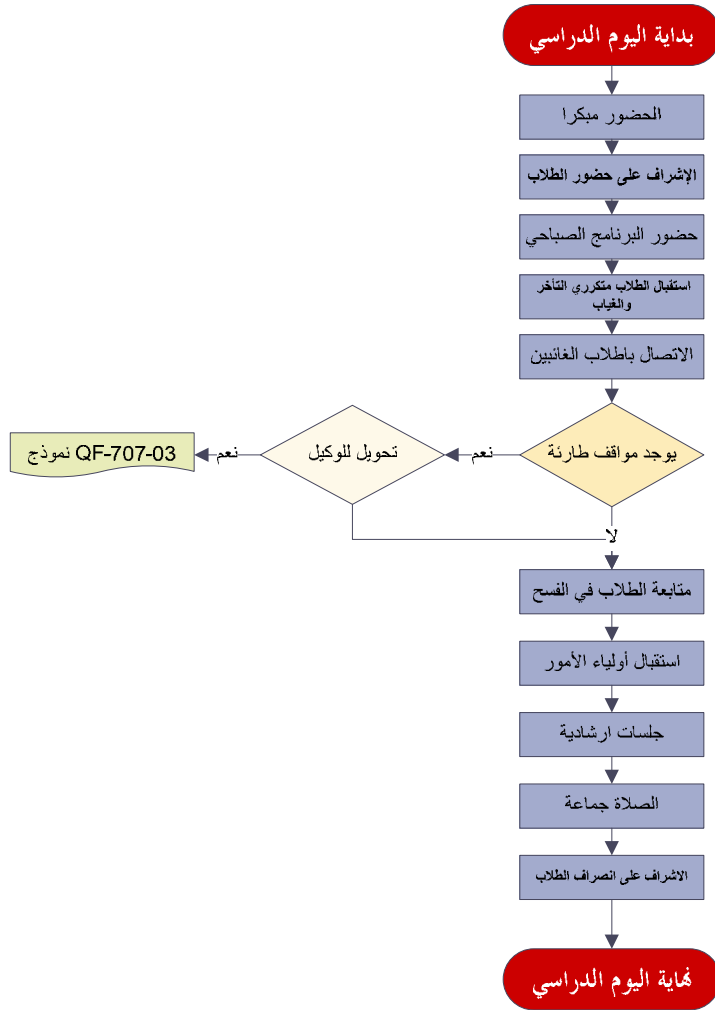 بداية اليوم الدراسي
الحضور مبكرا
الإشراف على حضور الطلاب
حضور البرنامج الصباحي
استقبال الطلاب متكرري التأخر
والغياب
الاتصال باطلاب الغائبين
يوجد مواقف طارئة
نعم
تحويل للوكيل
نعم
QF-707-03 نموذج
لا
متابعة الطلاب في الفسح
استقبال أولياء الأمور
جلسات ارشادية
الصلاة جماعة
الاشراف على انصراف الطلاب
نهاية اليوم الدراسي